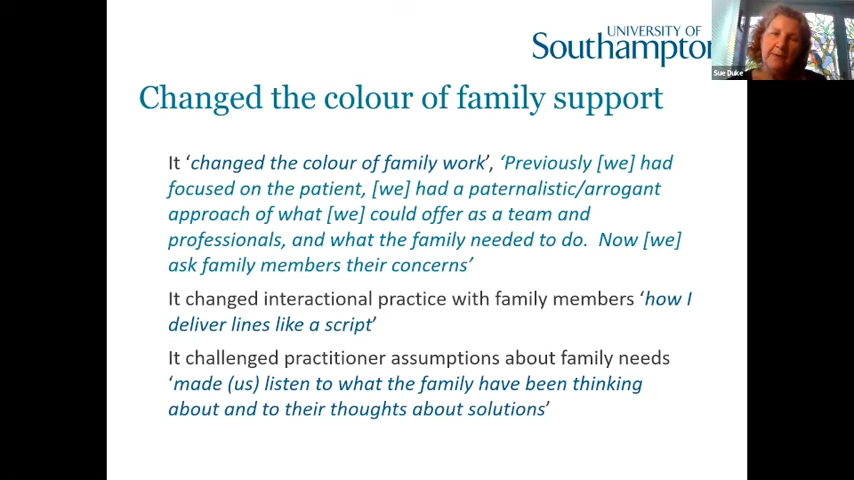 UNIVERSITY OF
Southampton
Sue Duke
Changed the colour of family support
It ‘changed the colour of family work’, ‘Previously [we] had
focused on the patient, [we] had a paternalistic/arrogant
approach of what [we] could offer as a team and
professionals, and what the family needed to do.  Now [we]
ask family members their concerns’
It changed interactional practice with family members ‘how I
deliver lines like a script’
It challenged practitioner assumptions about family needs
‘made (us) listen to what the family have been thinking
about and to their thoughts about solutions’